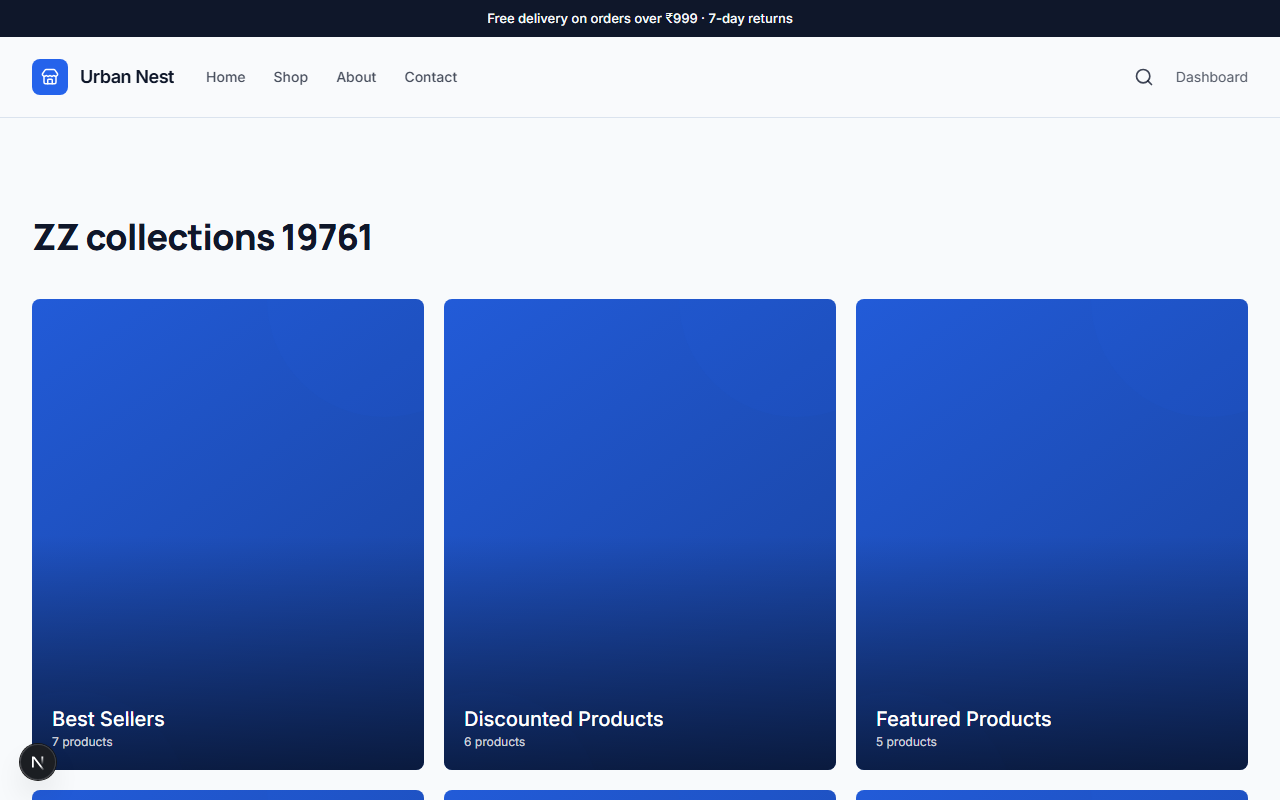 Free delivery on orders over ₹999 · 7-day returns
Urban Nest
Home
Shop
About
Contact
Dashboard
ZZ collections 19761
Best Sellers
7 products
Discounted Products
6 products
Featured Products
5 products
N